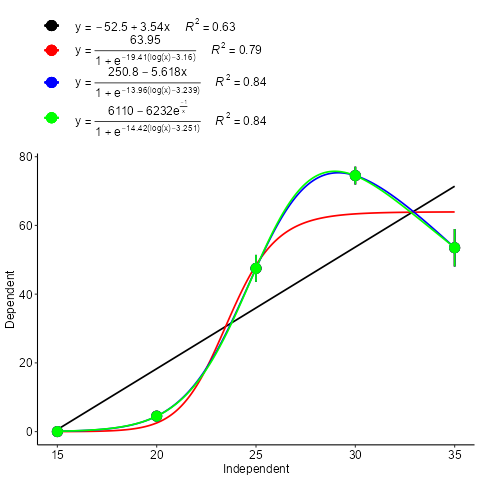 y = −52.5 + 3.54x R² = 0.63
y = 63.95 / 1 + e^−19.41(log(x)−3.16) R² = 0.79
y = 250.8 − 5.618x / 1 + e^−13.96(log(x)−3.239) R² = 0.84
y = 6110 − 6232e^(−1/x) / 1 + e^−14.42(log(x)−3.251) R² = 0.84
80
60
40
20
0
Dependent
15 20 25 30 35
Independent